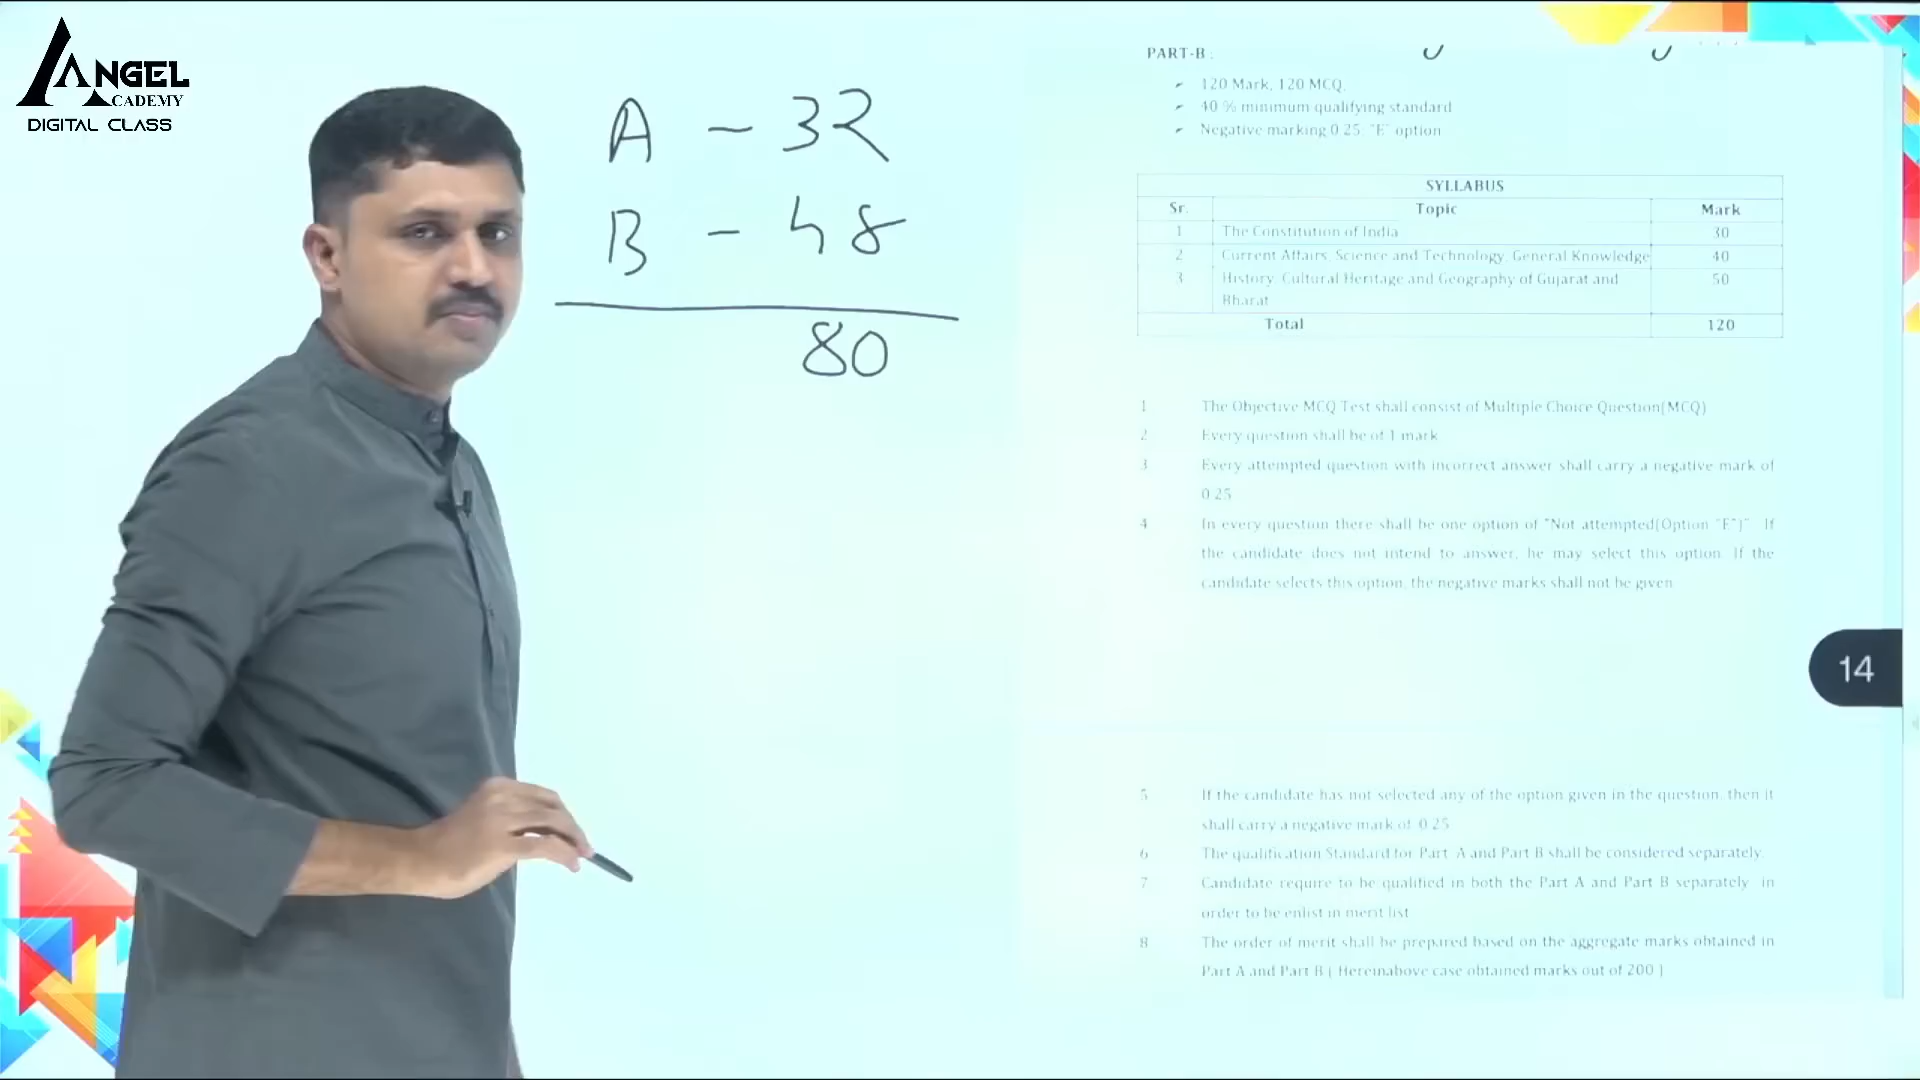 ANGEL
ACADEMY
DIGITAL CLASS
A - 32
B - 48
80
PART-B :
120 Mark, 120 MCQ,
40 % minimum qualifying standard
Negative marking 0.25, "E" option
SYLLABUS
Sr. Topic Mark
1 The Constitution of India 30
2 Current Affairs, Science and Technology, General Knowledge 40
3 History, Cultural Heritage and Geography of Gujarat and 50
Bharat
Total 120
1 The Objective MCQ Test shall consist of Multiple Choice Question(MCQ)
2 Every question shall be of 1 mark
3 Every attempted question with incorrect answer shall carry a negative mark of
0.25
4 In every question there shall be one option of "Not attempted(Option "E")". If
the candidate does not intend to answer, he may select this option. If the
candidate selects this option, the negative marks shall not be given.
14
5 If the candidate has not selected any of the option given in the question, then it
shall carry a negative mark of 0.25
6 The qualification Standard for Part A and Part B shall be considered separately.
7 Candidate require to be qualified in both the Part A and Part B separately in
order to be enlist in merit list
8 The order of merit shall be prepared based on the aggregate marks obtained in
Part A and Part B ( Hereinabove case obtained marks out of 200 )